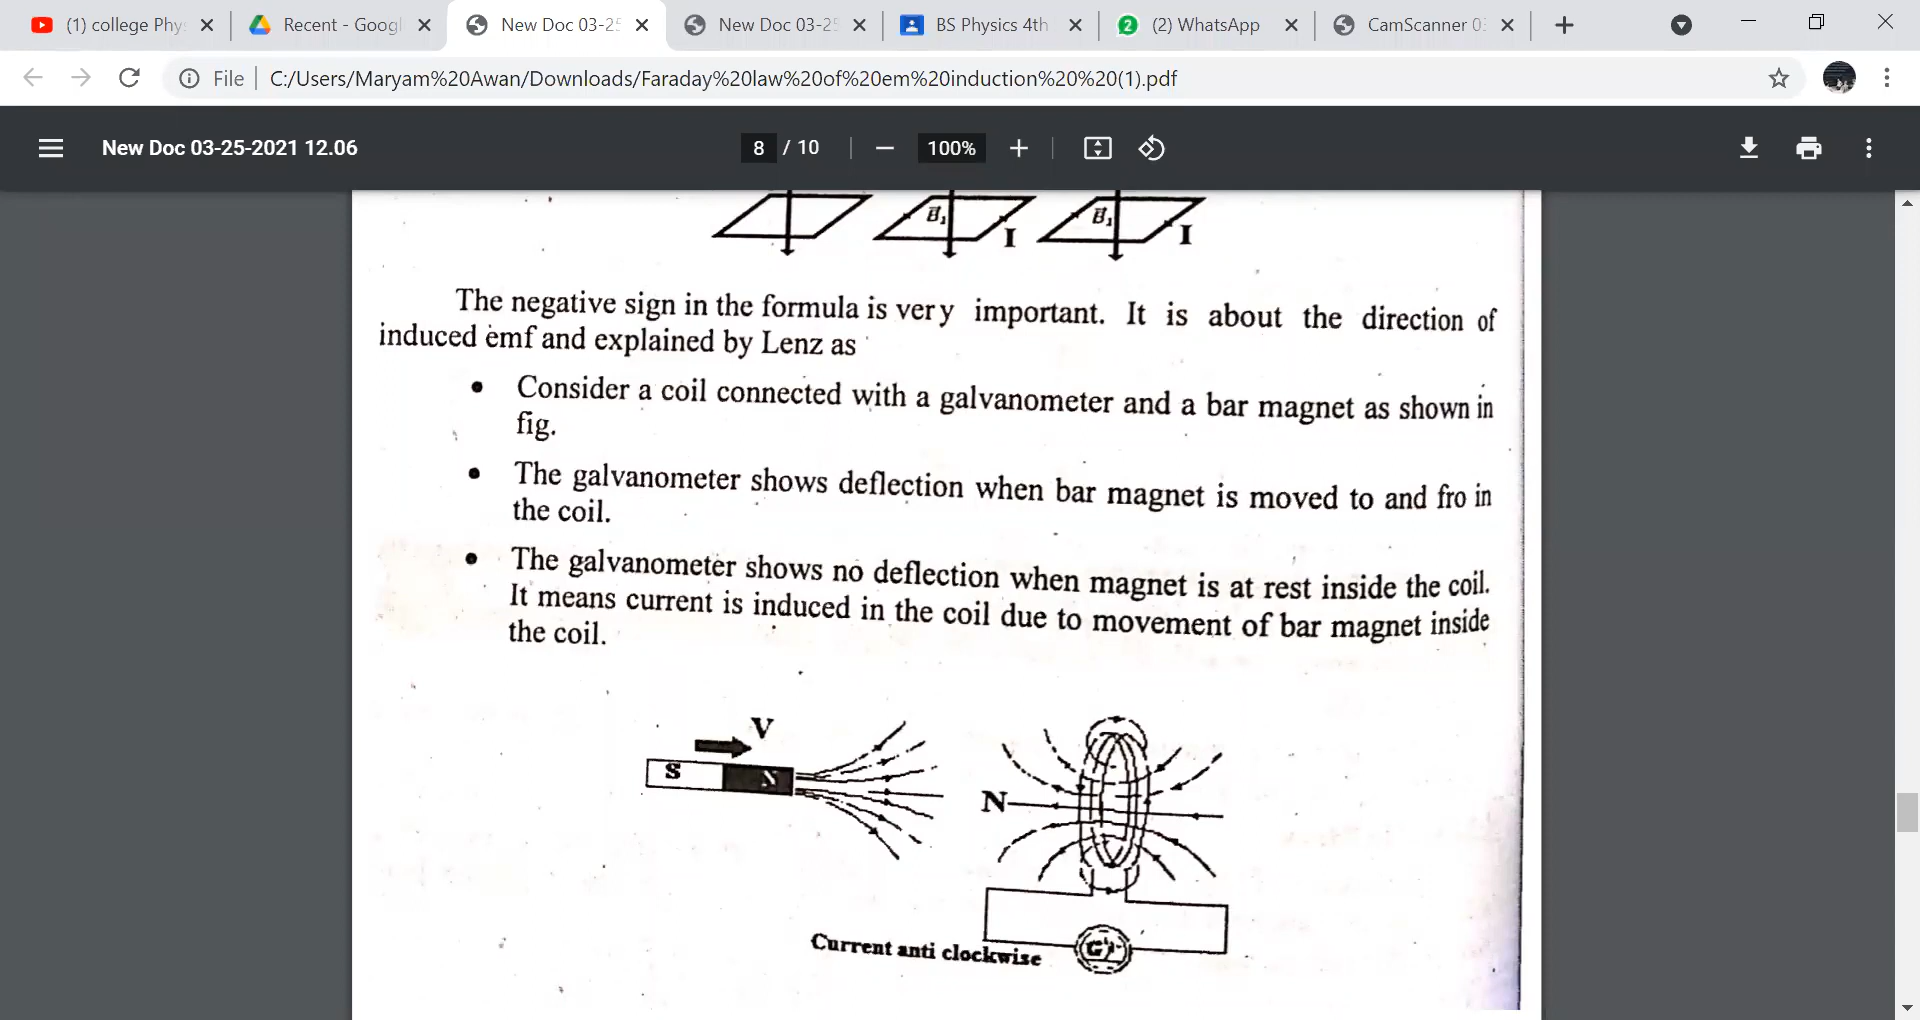 (1) college Phy
Recent - Googl
New Doc 03-25
New Doc 03-25
BS Physics 4th
2
(2) WhatsApp
CamScanner 03
File
C:/Users/Maryam%20Awan/Downloads/Faraday%20law%20of%20em%20induction%20%20(1).pdf
New Doc 03-25-2021 12.06
8 / 10
100%
B₁ I B₁ I
The negative sign in the formula is very important. It is about the direction of
induced emf and explained by Lenz as
• Consider a coil connected with a galvanometer and a bar magnet as shown in
fig.
• The galvanometer shows deflection when bar magnet is moved to and fro in
the coil.
• The galvanometer shows no deflection when magnet is at rest inside the coil.
It means current is induced in the coil due to movement of bar magnet inside
the coil.
V
S N
N
Current anti clockwise
G